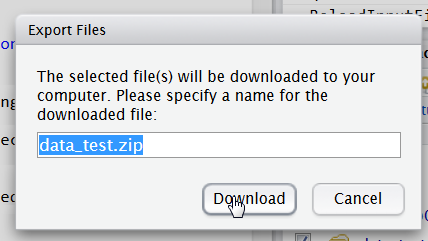 Export Files
The selected file(s) will be downloaded to your
computer. Please specify a name for the
downloaded file:
data_test.zip
Download
Cancel